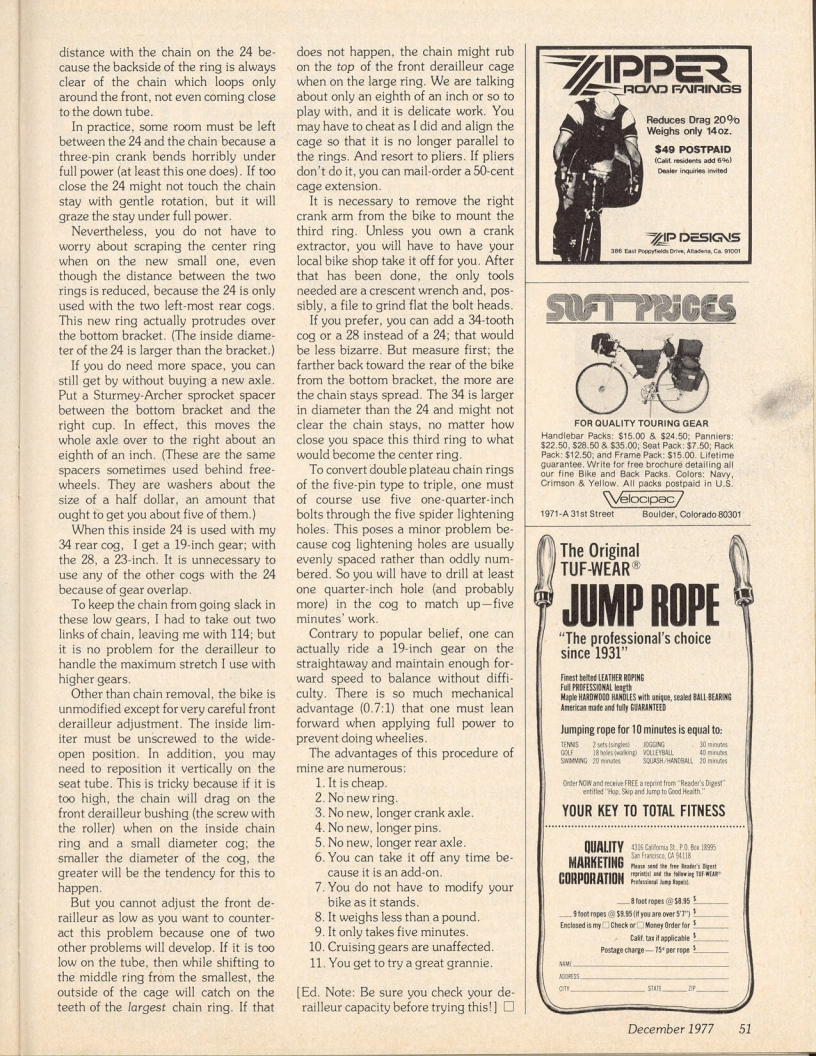 distance with the chain on the 24 be-
cause the backside of the ring is always
clear of the chain which loops only
around the front, not even coming close
to the down tube.
In practice, some room must be left
between the 24 and the chain because a
three-pin crank bends horribly under
full power (at least this one does). If too
close the 24 might not touch the chain
stay with gentle rotation, but it will
graze the stay under full power.
Nevertheless, you do not have to
worry about scraping the center ring
when on the new small one, even
though the distance between the two
rings is reduced, because the 24 is only
used with the two left-most rear cogs.
This new ring actually protrudes over
the bottom bracket. (The inside diame-
ter of the 24 is larger than the bracket.)
If you do need more space, you can
still get by without buying a new axle.
Put a Sturmey-Archer sprocket spacer
between the bottom bracket and the
right cup. In effect, this moves the
whole axle over to the right about an
eighth of an inch. (These are the same
spacers sometimes used behind free-
wheels. They are washers about the
size of a half dollar, an amount that
ought to get you about five of them.)
When this inside 24 is used with my
34 rear cog, I get a 19-inch gear; with
the 28, a 23-inch. It is unnecessary to
use any of the other cogs with the 24
because of gear overlap.
To keep the chain from going slack in
these low gears, I had to take out two
links of chain, leaving me with 114; but
it is no problem for the derailleur to
handle the maximum stretch I use with
higher gears.
Other than chain removal, the bike is
unmodified except for very careful front
derailleur adjustment. The inside lim-
iter must be unscrewed to the wide-
open position. In addition, you may
need to reposition it vertically on the
seat tube. This is tricky because if it is
too high, the chain will drag on the
front derailleur bushing (the screw with
the roller) when on the inside chain
ring and a small diameter cog; the
smaller the diameter of the cog, the
greater will be the tendency for this to
happen.
But you cannot adjust the front de-
railleur as low as you want to counter-
act this problem because one of two
other problems will develop. If it is too
low on the tube, then while shifting to
the middle ring from the smallest, the
outside of the cage will catch on the
teeth of the largest chain ring. If that
does not happen, the chain might rub
on the top of the front derailleur cage
when on the large ring. We are talking
about only an eighth of an inch or so to
play with, and it is delicate work. You
may have to cheat as I did and align the
cage so that it is no longer parallel to
the rings. And resort to pliers. If pliers
don't do it, you can mail-order a 50-cent
cage extension.
It is necessary to remove the right
crank arm from the bike to mount the
third ring. Unless you own a crank
extractor, you will have to have your
local bike shop take it off for you. After
that has been done, the only tools
needed are a crescent wrench and, pos-
sibly, a file to grind flat the bolt heads.
If you prefer, you can add a 34-tooth
cog or a 28 instead of a 24; that would
be less bizarre. But measure first; the
farther back toward the rear of the bike
from the bottom bracket, the more are
the chain stays spread. The 34 is larger
in diameter than the 24 and might not
clear the chain stays, no matter how
close you space this third ring to what
would become the center ring.
To convert double plateau chain rings
of the five-pin type to triple, one must
of course use five one-quarter-inch
bolts through the five spider lightening
holes. This poses a minor problem be-
cause cog lightening holes are usually
evenly spaced rather than oddly num-
bered. So you will have to drill at least
one quarter-inch hole (and probably
more) in the cog to match up—five
minutes' work.
Contrary to popular belief, one can
actually ride a 19-inch gear on the
straightaway and maintain enough for-
ward speed to balance without diffi-
culty. There is so much mechanical
advantage (0.7:1) that one must lean
forward when applying full power to
prevent doing wheelies.
The advantages of this procedure of
mine are numerous:
1. It is cheap.
2. No new ring.
3. No new, longer crank axle.
4. No new, longer pins.
5. No new, longer rear axle.
6. You can take it off any time be-
cause it is an add-on.
7. You do not have to modify your
bike as it stands.
8. It weighs less than a pound.
9. It only takes five minutes.
10. Cruising gears are unaffected.
11. You get to try a great grannie.
[Ed. Note: Be sure you check your de-
railleur capacity before trying this!] □
ZIPPER
ROAD FAIRINGS
Reduces Drag 20%
Weighs only 14 oz.
$49 POSTPAID
(Calif. residents add 6%)
Dealer inquiries invited
ZIP DESIGNS
386 East Poppyfields Drive, Altadena, Ca. 91001
SOFT PRICES
FOR QUALITY TOURING GEAR
Handlebar Packs: $15.00 & $24.50; Panniers:
$22.50, $28.50 & $35.00; Seat Pack: $7.50; Rack
Pack: $12.50; and Frame Pack: $15.00. Lifetime
guarantee. Write for free brochure detailing all
our fine Bike and Back Packs. Colors: Navy,
Crimson & Yellow. All packs postpaid in U.S.
Velocipac
1971-A 31st Street Boulder, Colorado 80301
The Original
TUF-WEAR®
JUMP ROPE
"The professional's choice
since 1931"
Finest belted LEATHER ROPING
Full PROFESSIONAL length
Maple HARDWOOD HANDLES with unique, sealed BALL-BEARING
American made and fully GUARANTEED
Jumping rope for 10 minutes is equal to:
TENNIS 2 sets (singles) JOGGING 30 minutes
GOLF 18 holes (walking) VOLLEYBALL 40 minutes
SWIMMING 20 minutes SQUASH/HANDBALL 20 minutes
Order NOW and receive FREE a reprint from "Reader's Digest"
entitled "Hop, Skip and Jump to Good Health."
YOUR KEY TO TOTAL FITNESS
QUALITY
MARKETING
CORPORATION
4316 California St., P.O. Box 18995
San Francisco, CA 94118
Please send the free Reader's Digest
reprint(s) and the following TUF-WEAR®
Professional Jump Rope(s).
8 foot ropes @ $8.95 $
9 foot ropes @ $9.95 (if you are over 5'7") $
Enclosed is my □ Check or □ Money Order for $
Calif. tax if applicable $
Postage charge — 75¢ per rope $
NAME
ADDRESS
CITY STATE ZIP
December 1977 51